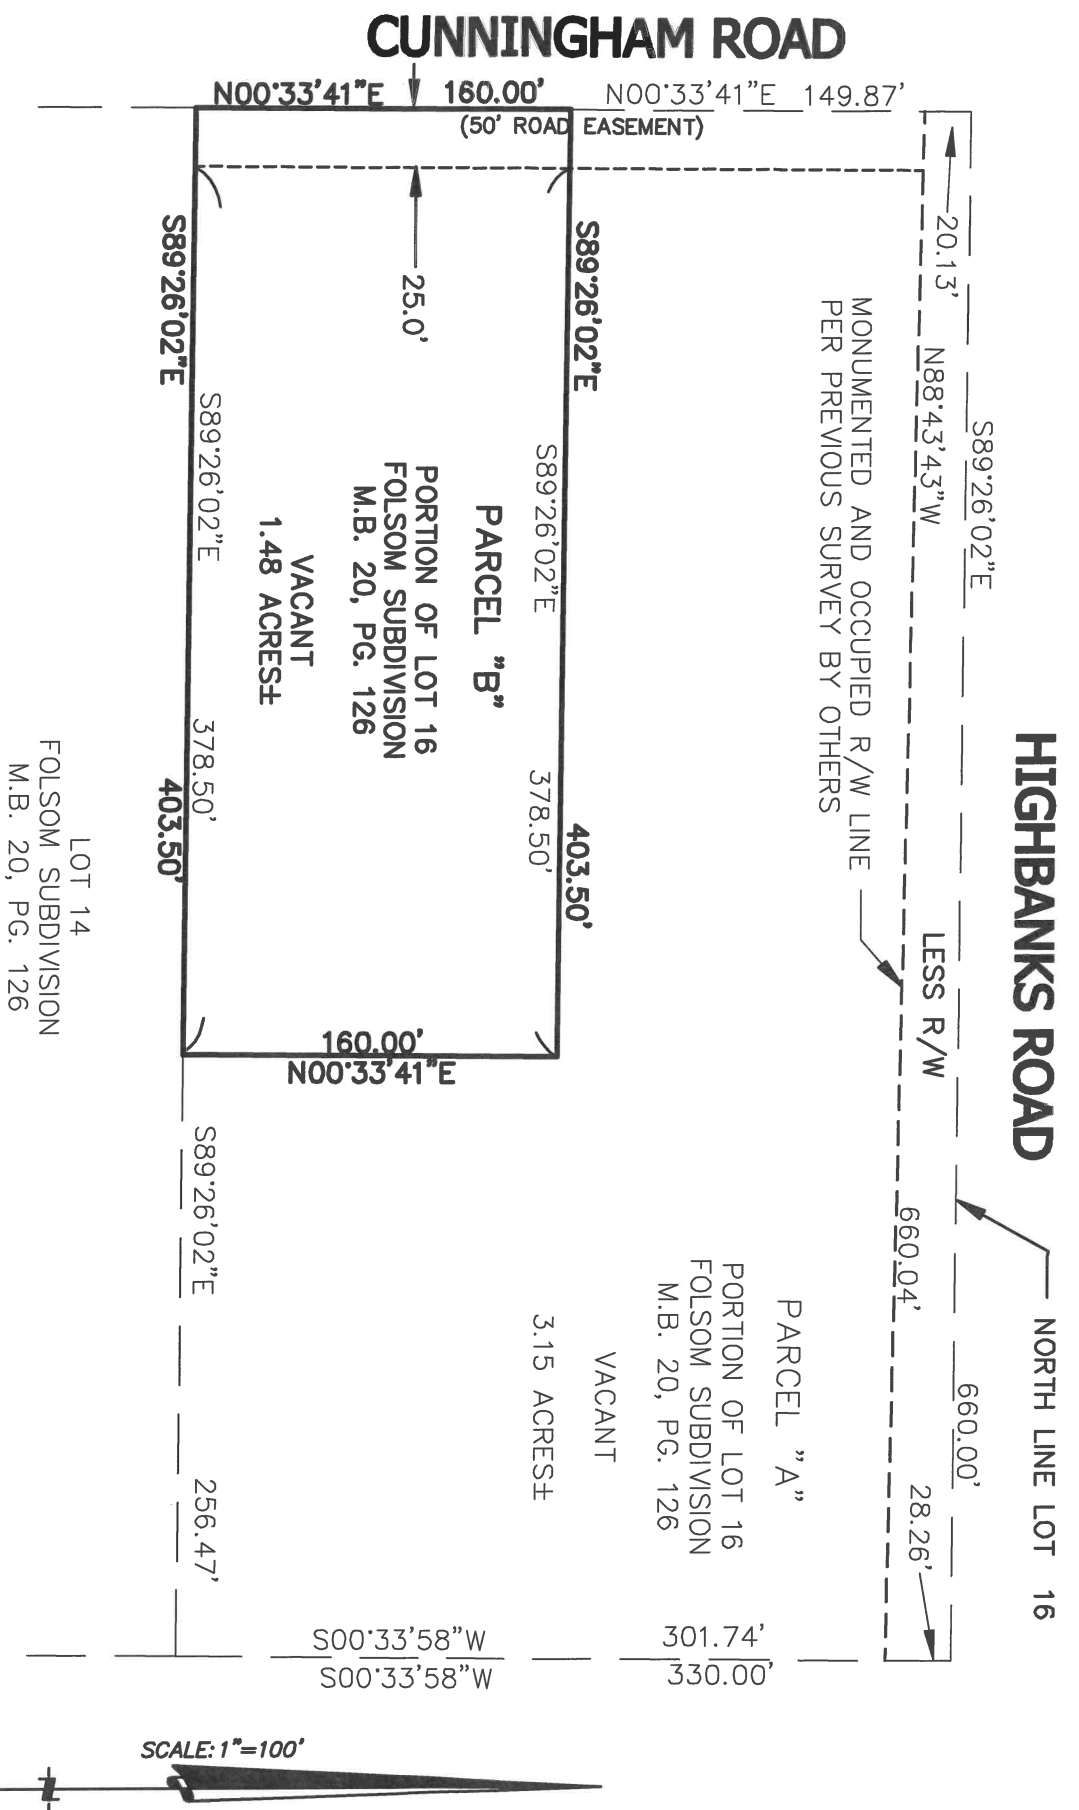 CUNNINGHAM ROAD
N00°33'41"E 160.00'
N00°33'41"E 149.87'
(50' ROAD EASEMENT)
20.13'
N88°43'43"W
S89°26'02"E
MONUMENTED AND OCCUPIED R/W LINE
PER PREVIOUS SURVEY BY OTHERS
HIGHBANKS ROAD
LESS R/W
660.04'
660.00'
28.26'
NORTH LINE LOT 16
S89°26'02"E
403.50'
S89°26'02"E
378.50'
25.0'
PARCEL "B"
PORTION OF LOT 16
FOLSOM SUBDIVISION
M.B. 20, PG. 126
VACANT
1.48 ACRES±
S89°26'02"E
378.50'
S89°26'02"E
403.50'
160.00'
N00°33'41"E
LOT 14
FOLSOM SUBDIVISION
M.B. 20, PG. 126
S89°26'02"E
256.47'
PARCEL "A"
PORTION OF LOT 16
FOLSOM SUBDIVISION
M.B. 20, PG. 126
VACANT
3.15 ACRES±
S00°33'58"W 301.74'
S00°33'58"W 330.00'
SCALE: 1"=100'
N